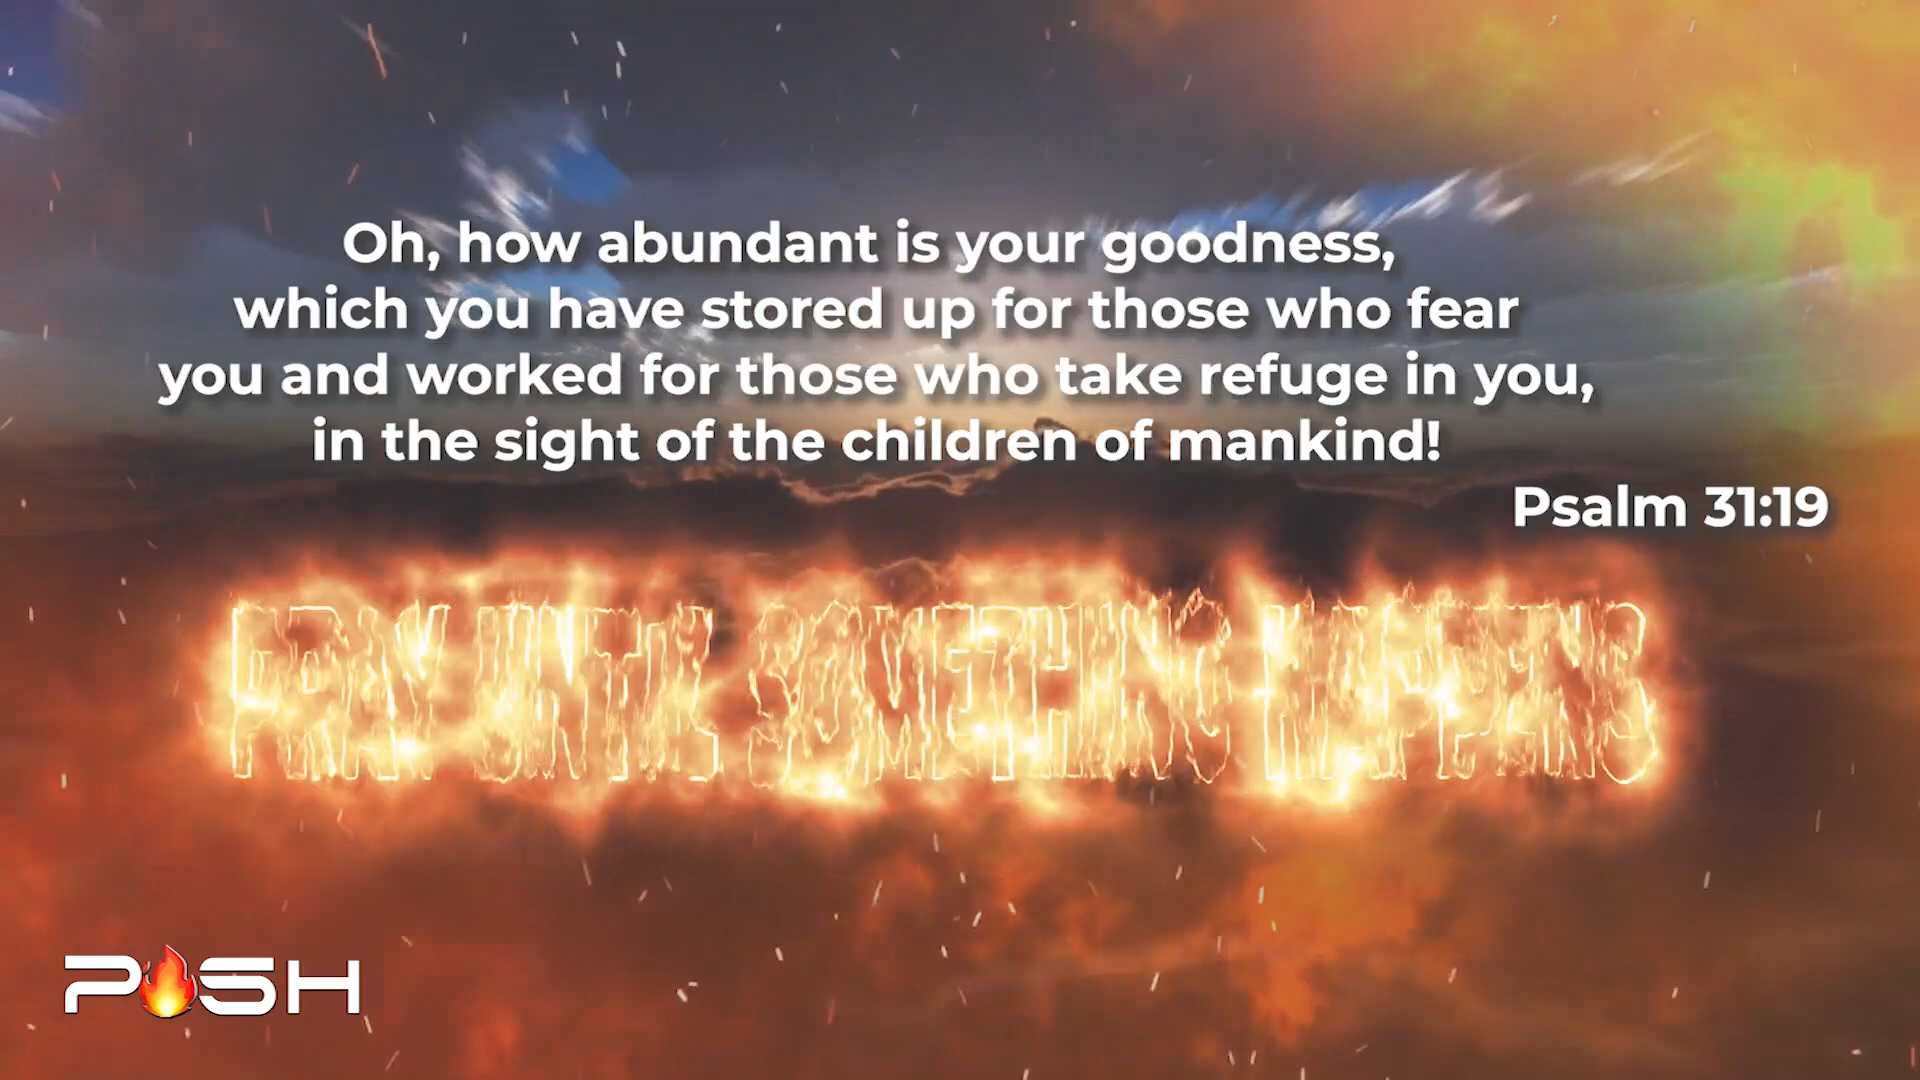 Oh, how abundant is your goodness,
which you have stored up for those who fear
you and worked for those who take refuge in you,
in the sight of the children of mankind!
Psalm 31:19
PRAY UNTIL SOMETHING HAPPENS
PUSH